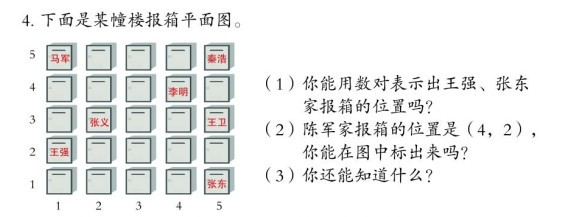 4. 下面是某幢楼报箱平面图。
5 马军 秦浩
4 李明
3 张义 王卫
2 王强
1 张东
1 2 3 4 5
(1)你能用数对表示出王强、张东
家报箱的位置吗?
(2)陈军家报箱的位置是(4,2),
你能在图中标出来吗?
(3)你还能知道什么?